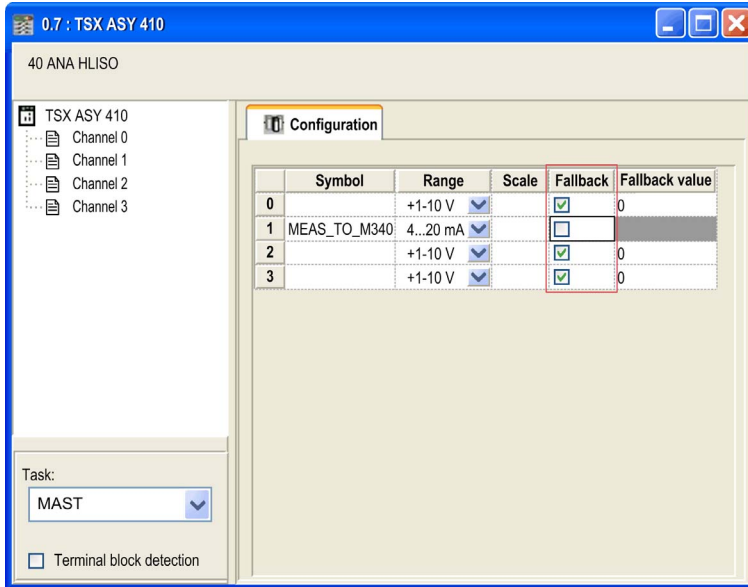 0.7 : TSX ASY 410
40 ANA HLISO
TSX ASY 410
Channel 0
Channel 1
Channel 2
Channel 3
Configuration
Symbol Range Scale Fallback Fallback value
0 +1-10 V 0
1 MEAS_TO_M340 4...20 mA
2 +1-10 V 0
3 +1-10 V 0
Task:
MAST
Terminal block detection